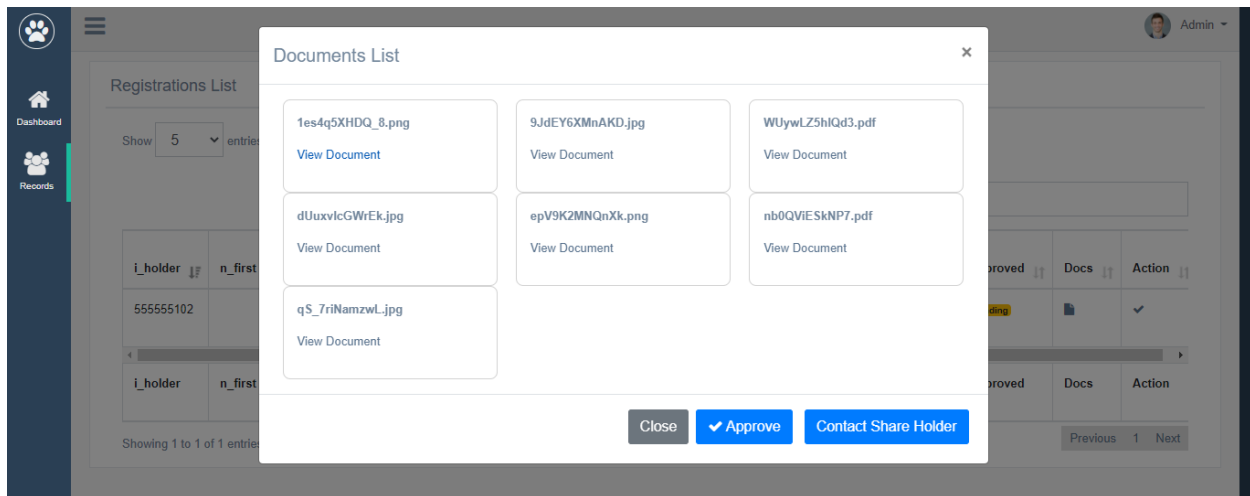 Admin
Documents List
×
Registrations List
Dashboard
Show 5 entries
Records
1es4q5XHDQ_8.png
View Document
9JdEY6XMnAKD.jpg
View Document
WUywLZ5hIQd3.pdf
View Document
dUuxvIcGWrEk.jpg
View Document
epV9K2MNQnXk.png
View Document
nb0QViESkNP7.pdf
View Document
qS_7riNamzwL.jpg
View Document
i_holder n_first proved Docs Action
555555102 ding
i_holder n_first proved Docs Action
Close Approve Contact Share Holder
Showing 1 to 1 of 1 entries
Previous 1 Next